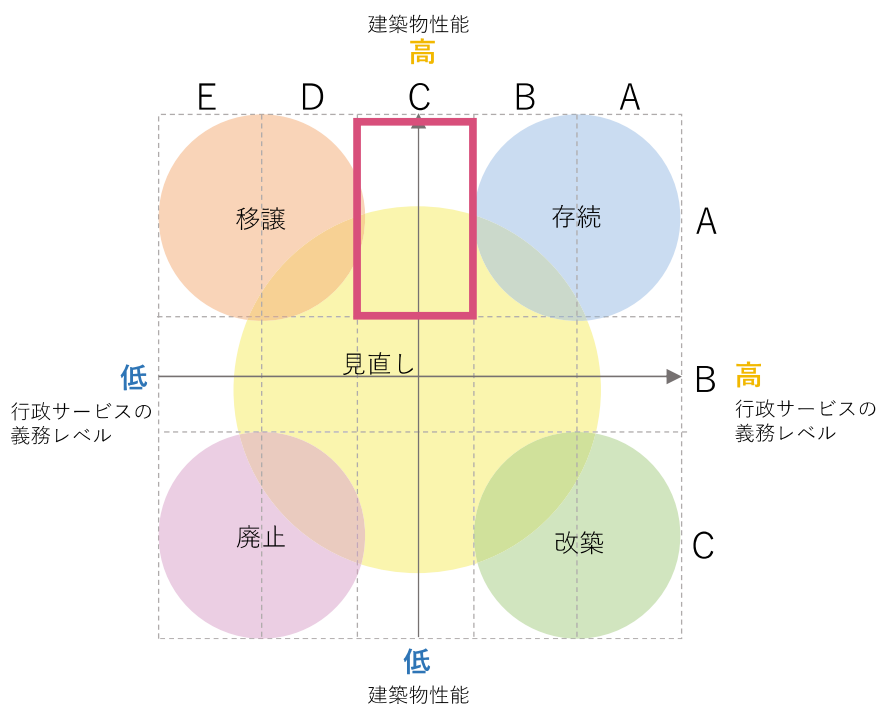 建築物性能
高
E D C B A
移譲
存続
A
見直し
低
行政サービスの
義務レベル
B
高
行政サービスの
義務レベル
廃止
改築
C
低
建築物性能